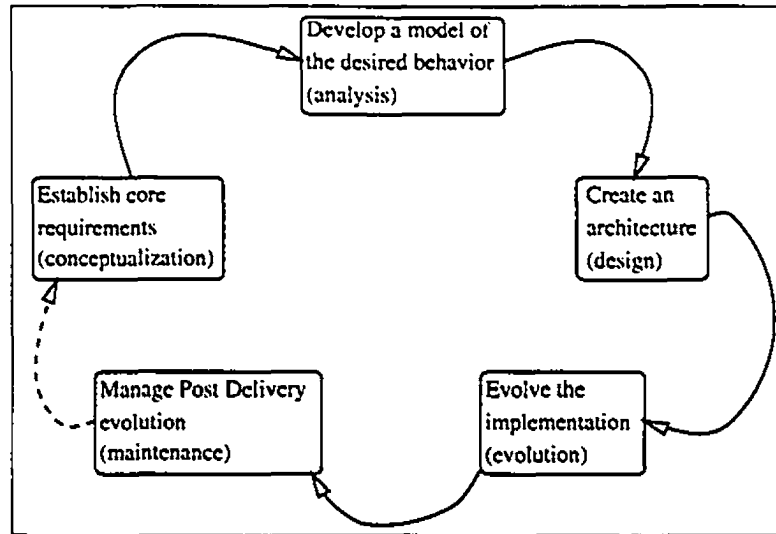 Develop a model of
the desired behavior
(analysis)
Establish core
requirements
(conceptualization)
Create an
architecture
(design)
Manage Post Delivery
evolution
(maintenance)
Evolve the
implementation
(evolution)